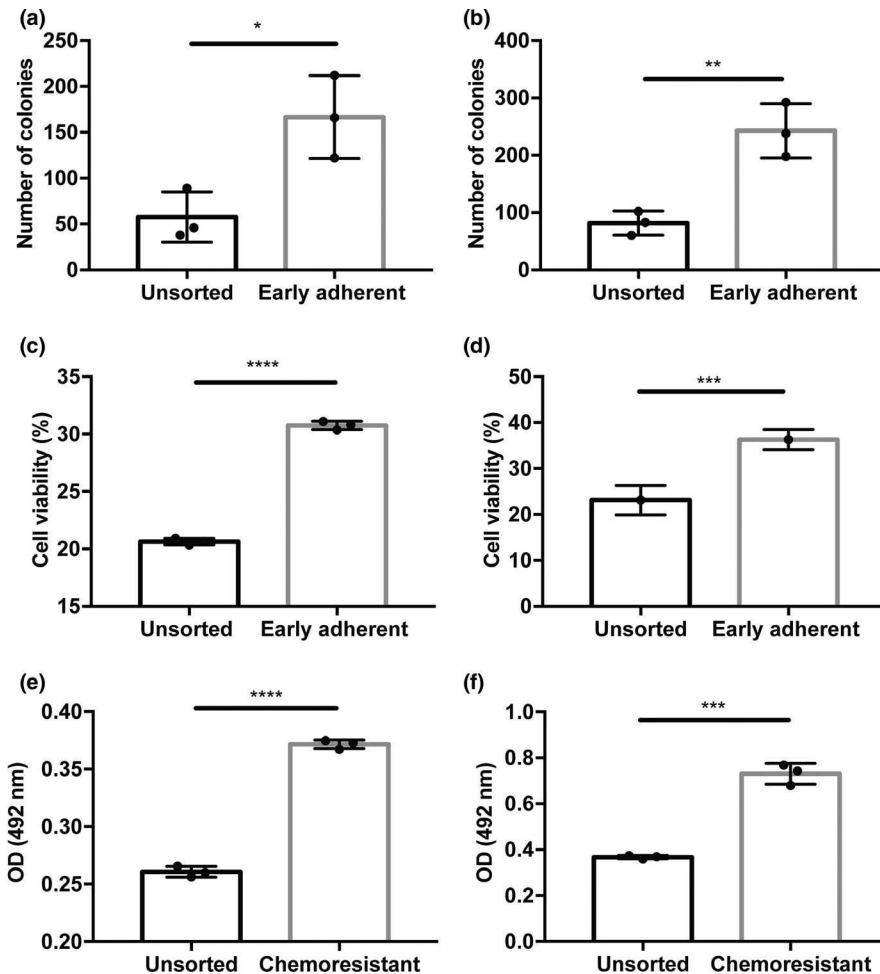 (a)
*
Number of colonies
250
200
150
100
50
0
Unsorted Early adherent
(b)
**
Number of colonies
400
300
200
100
0
Unsorted Early adherent
(c)
****
Cell viability (%)
35
30
25
20
15
Unsorted Early adherent
(d)
***
Cell viability (%)
50
40
30
20
10
0
Unsorted Early adherent
(e)
****
OD (492 nm)
0.40
0.35
0.30
0.25
0.20
Unsorted Chemoresistant
(f)
***
OD (492 nm)
1.0
0.8
0.6
0.4
0.2
0.0
Unsorted Chemoresistant